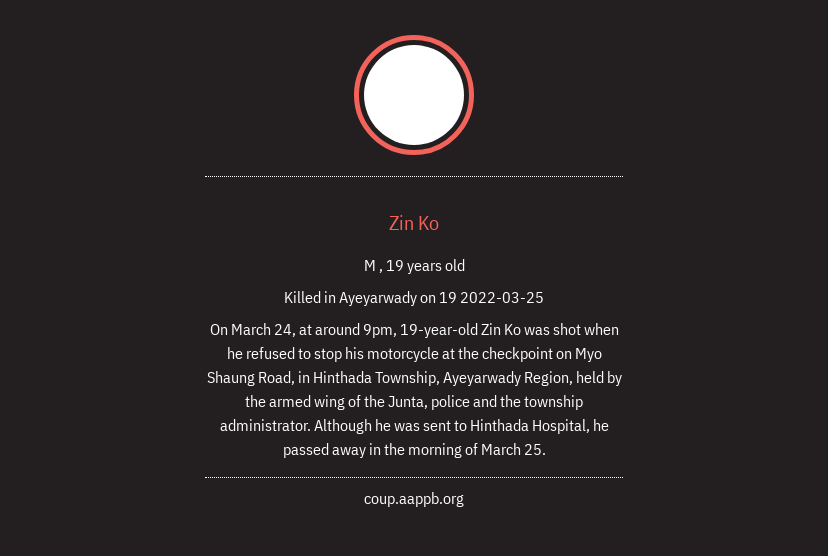 Zin Ko
M , 19 years old
Killed in Ayeyarwady on 19 2022-03-25
On March 24, at around 9pm, 19-year-old Zin Ko was shot when
he refused to stop his motorcycle at the checkpoint on Myo
Shaung Road, in Hinthada Township, Ayeyarwady Region, held by
the armed wing of the Junta, police and the township
administrator. Although he was sent to Hinthada Hospital, he
passed away in the morning of March 25.
coup.aappb.org